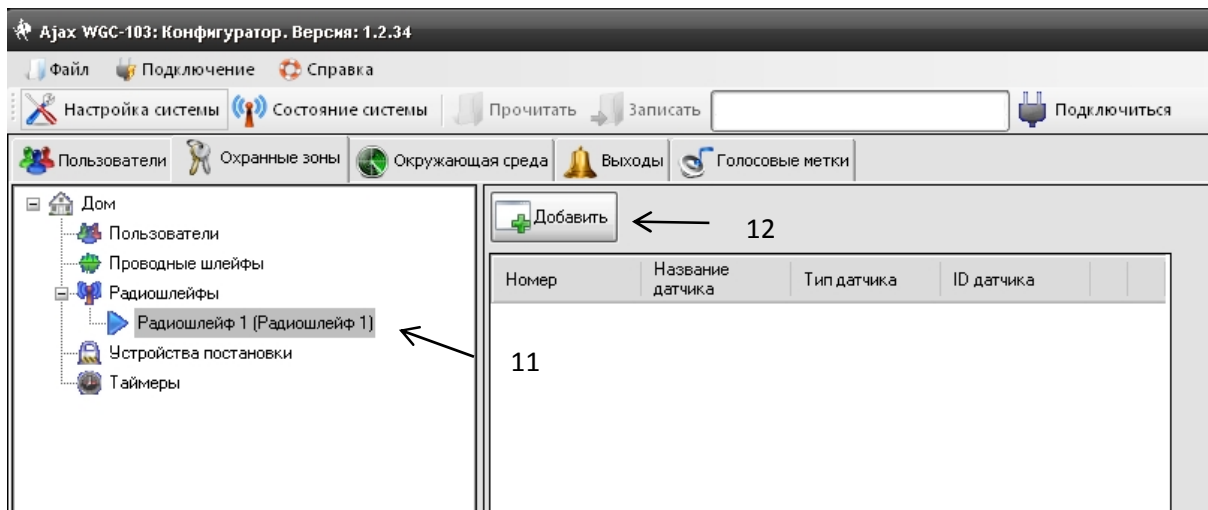 Ajax WGC-103: Конфигуратор. Версия: 1.2.34
Файл Подключение Справка
Настройка системы Состояние системы Прочитать Записать Подключиться
Пользователи Охранные зоны Окружающая среда Выходы Голосовые метки
Дом
Пользователи
Проводные шлейфы
Радиошлейфы
Радиошлейф 1 (Радиошлейф 1)
Устройства постановки
Таймеры
Добавить
12
Номер Название датчика Тип датчика ID датчика
11